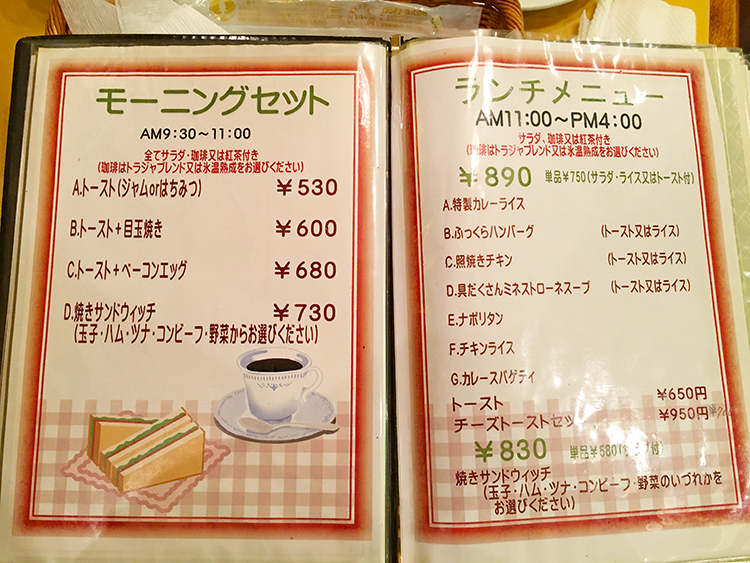 モーニングセット
AM9:30～11:00
全てサラダ・珈琲又は紅茶付き
(珈琲はトラジャブレンド又は氷温熟成をお選びください)
A.トースト(ジャムorはちみつ) ￥530
B.トースト+目玉焼き ￥600
C.トースト+ベーコンエッグ ￥680
D.焼きサンドウィッチ ￥730
(玉子・ハム・ツナ・コンビーフ・野菜からお選びください)
ランチメニュー
AM11:00～PM4:00
サラダ、珈琲又は紅茶付き
(珈琲はトラジャブレンド又は氷温熟成をお選びください)
￥890 単品￥750(サラダ・ライス又はトースト付)
A.特製カレーライス
B.ふっくらハンバーグ (トースト又はライス)
C.照焼きチキン (トースト又はライス)
D.具だくさんミネストローネスープ (トースト又はライス)
E.ナポリタン
F.チキンライス
G.カレースパゲティ
トースト ￥650円
チーズトーストセット ￥950円
￥830 単品￥580
焼きサンドウィッチ
(玉子・ハム・ツナ・コンビーフ・野菜のいづれかを
お選びください)